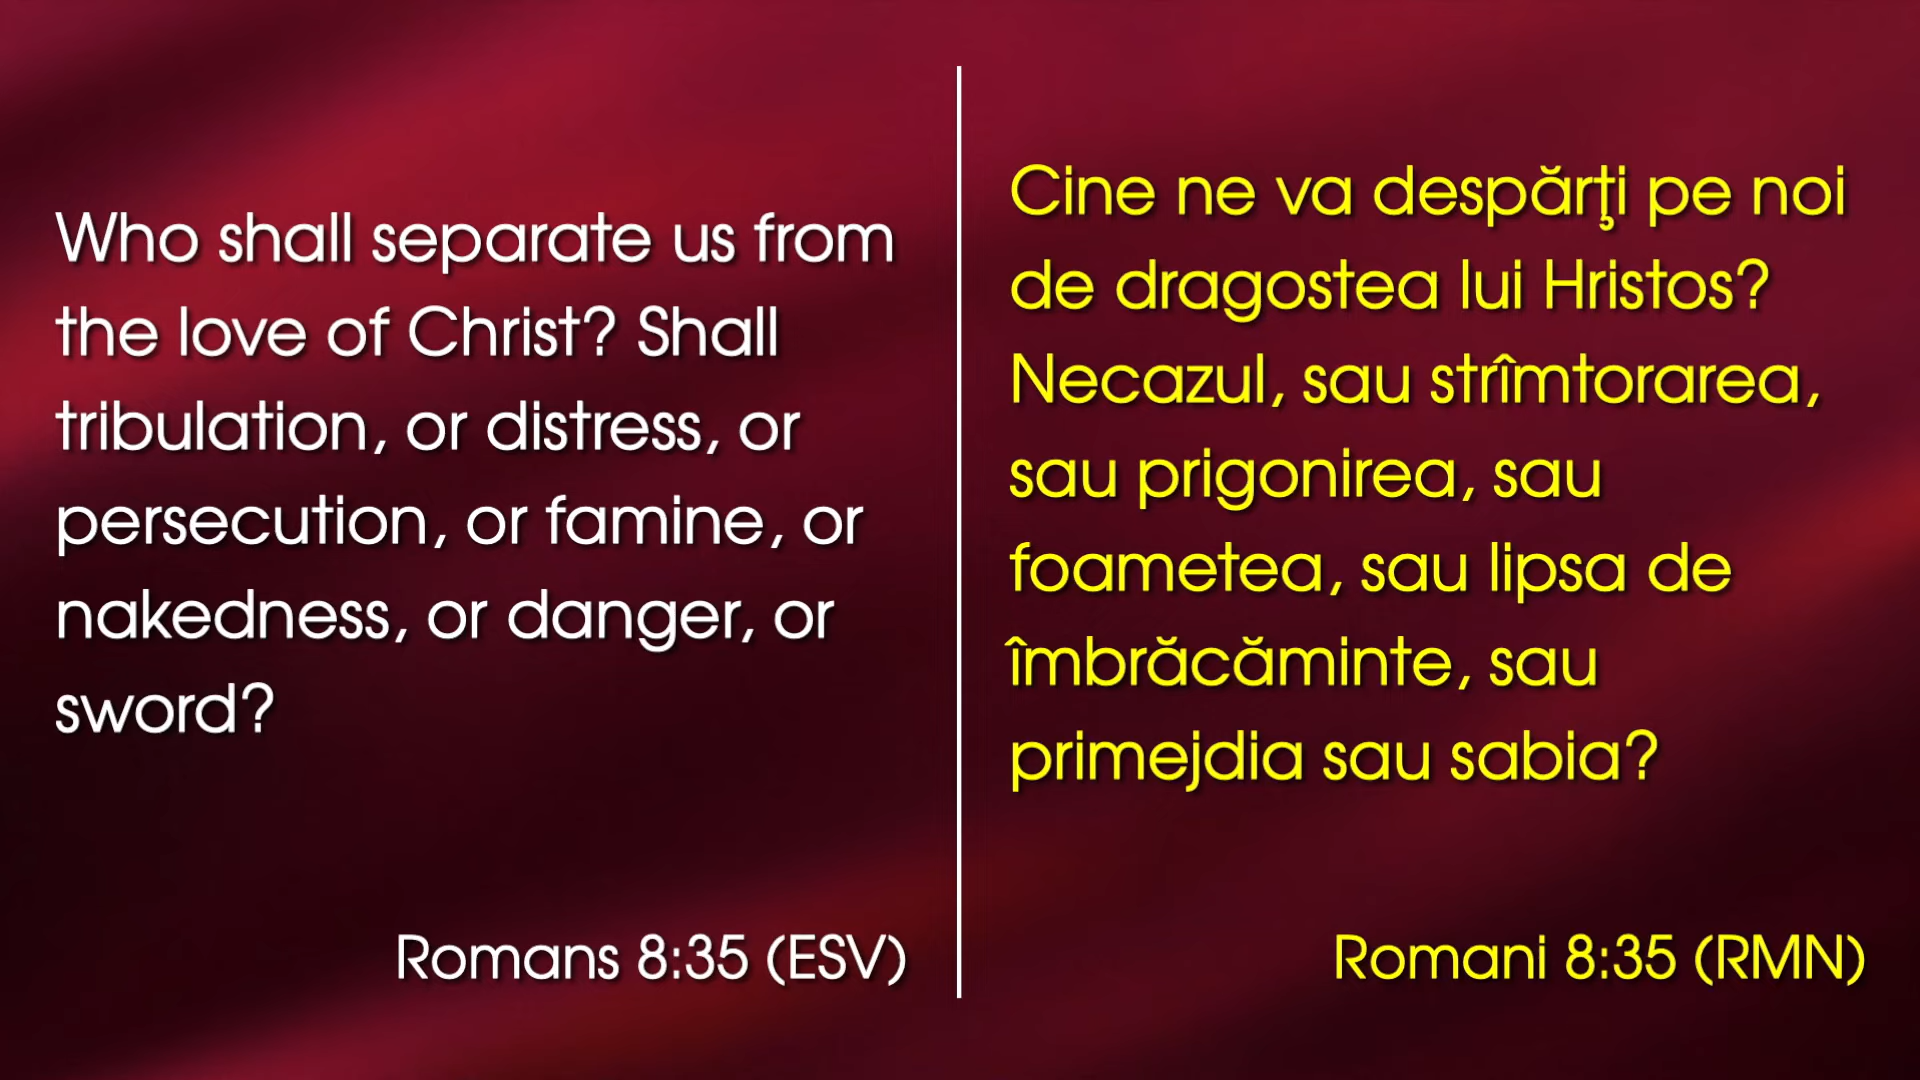 Who shall separate us from
the love of Christ? Shall
tribulation, or distress, or
persecution, or famine, or
nakedness, or danger, or
sword?
Romans 8:35 (ESV)
Cine ne va despărţi pe noi
de dragostea lui Hristos?
Necazul, sau strîmtorarea,
sau prigonirea, sau
foametea, sau lipsa de
îmbrăcăminte, sau
primejdia sau sabia?
Romani 8:35 (RMN)